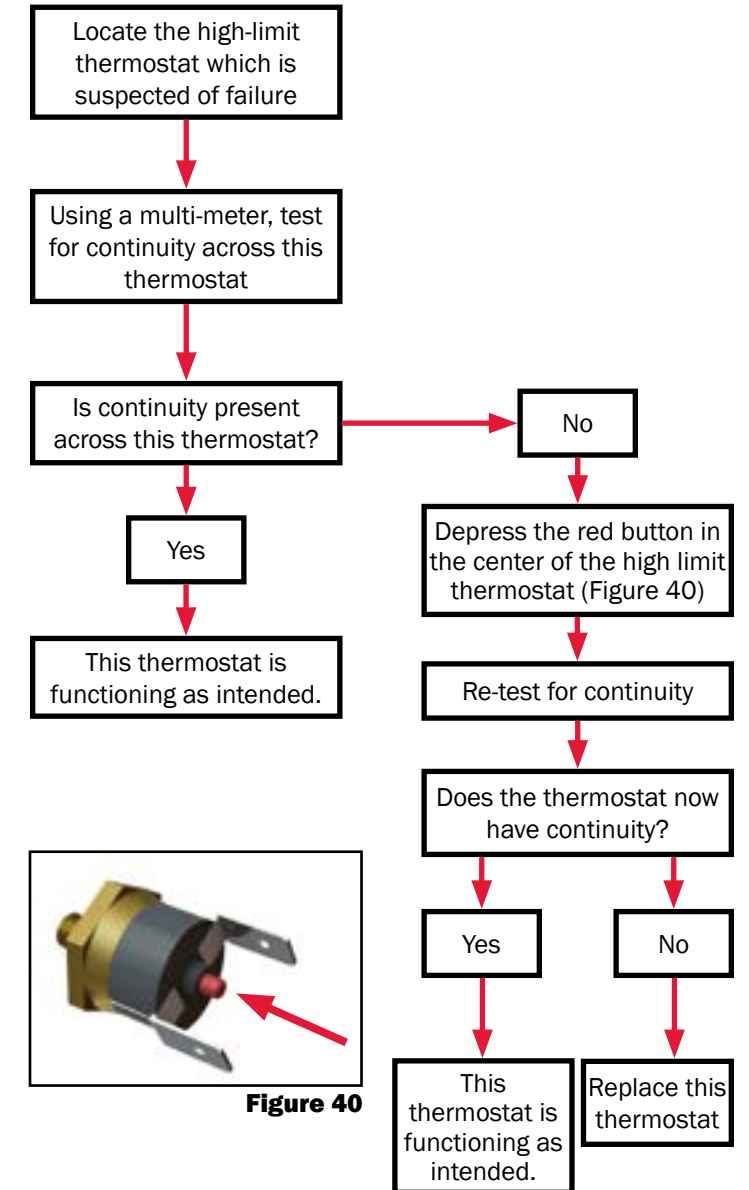 Locate the high-limit
thermostat which is
suspected of failure
Using a multi-meter, test
for continuity across this
thermostat
Is continuity present
across this thermostat?
No
Yes
Depress the red button in
the center of the high limit
thermostat (Figure 40)
This thermostat is
functioning as intended.
Re-test for continuity
Does the thermostat now
have continuity?
Yes
No
This
thermostat is
functioning as
intended.
Replace this
thermostat
Figure 40